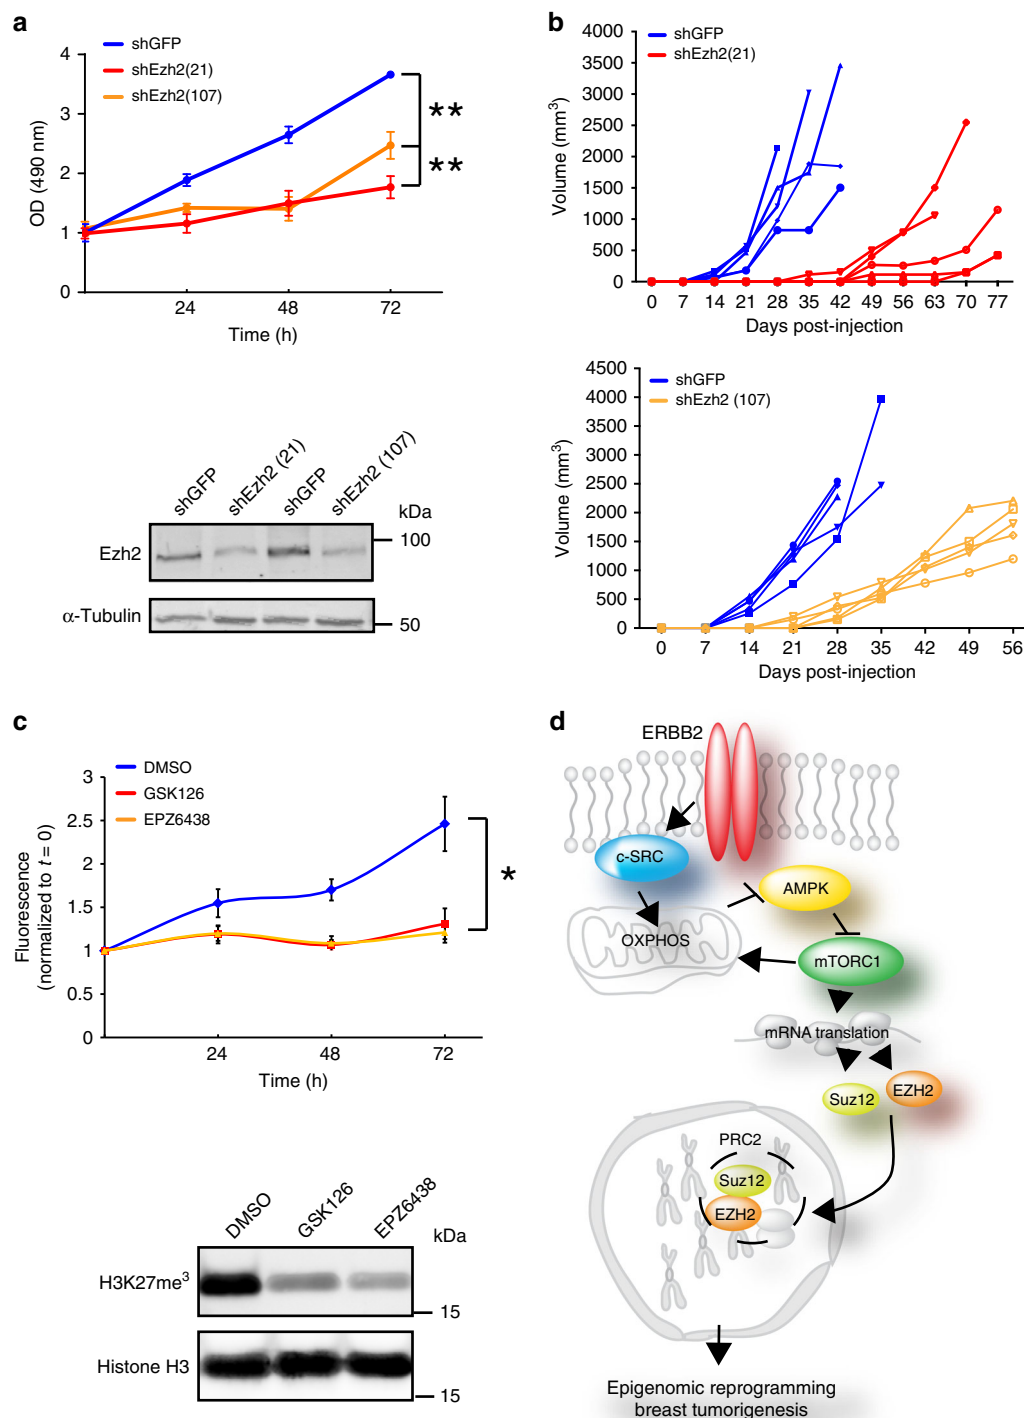 a
shGFP
shEzh2(21)
shEzh2(107)
OD (490 nm)
4
3
2
1
0
**
**
24 48 72
Time (h)
shGFP
shEzh2 (21)
shGFP
shEzh2 (107)
kDa
Ezh2
100
α-Tubulin
50
b
shGFP
shEzh2(21)
Volume (mm3)
4000
3500
3000
2500
2000
1500
1000
500
0
0 7 14 21 28 35 42 49 56 63 70 77
Days post-injection
shGFP
shEzh2 (107)
Volume (mm3)
4500
4000
3500
3000
2500
2000
1500
1000
500
0
0 7 14 21 28 35 42 49 56
Days post-injection
c
DMSO
GSK126
EPZ6438
Fluorescence
(normalized to t = 0)
3
2.5
2
1.5
1
0.5
0
*
24 48 72
Time (h)
DMSO
GSK126
EPZ6438
kDa
H3K27me3
15
Histone H3
15
d
ERBB2
c-SRC
AMPK
OXPHOS
mTORC1
mRNA translation
Suz12
EZH2
PRC2
Suz12
EZH2
Epigenomic reprogramming
breast tumorigenesis